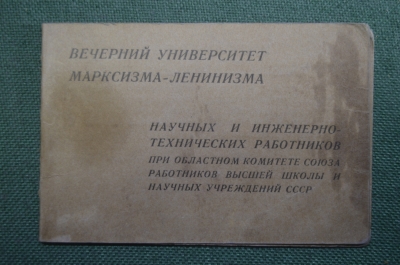 ВЕЧЕРНИЙ УНИВЕРСИТЕТ
МАРКСИЗМА-ЛЕНИНИЗМА
НАУЧНЫХ И ИНЖЕНЕРНО-
ТЕХНИЧЕСКИХ РАБОТНИКОВ
ПРИ ОБЛАСТНОМ КОМИТЕТЕ СОЮЗА
РАБОТНИКОВ ВЫСШЕЙ ШКОЛЫ И
НАУЧНЫХ УЧРЕЖДЕНИЙ СССР